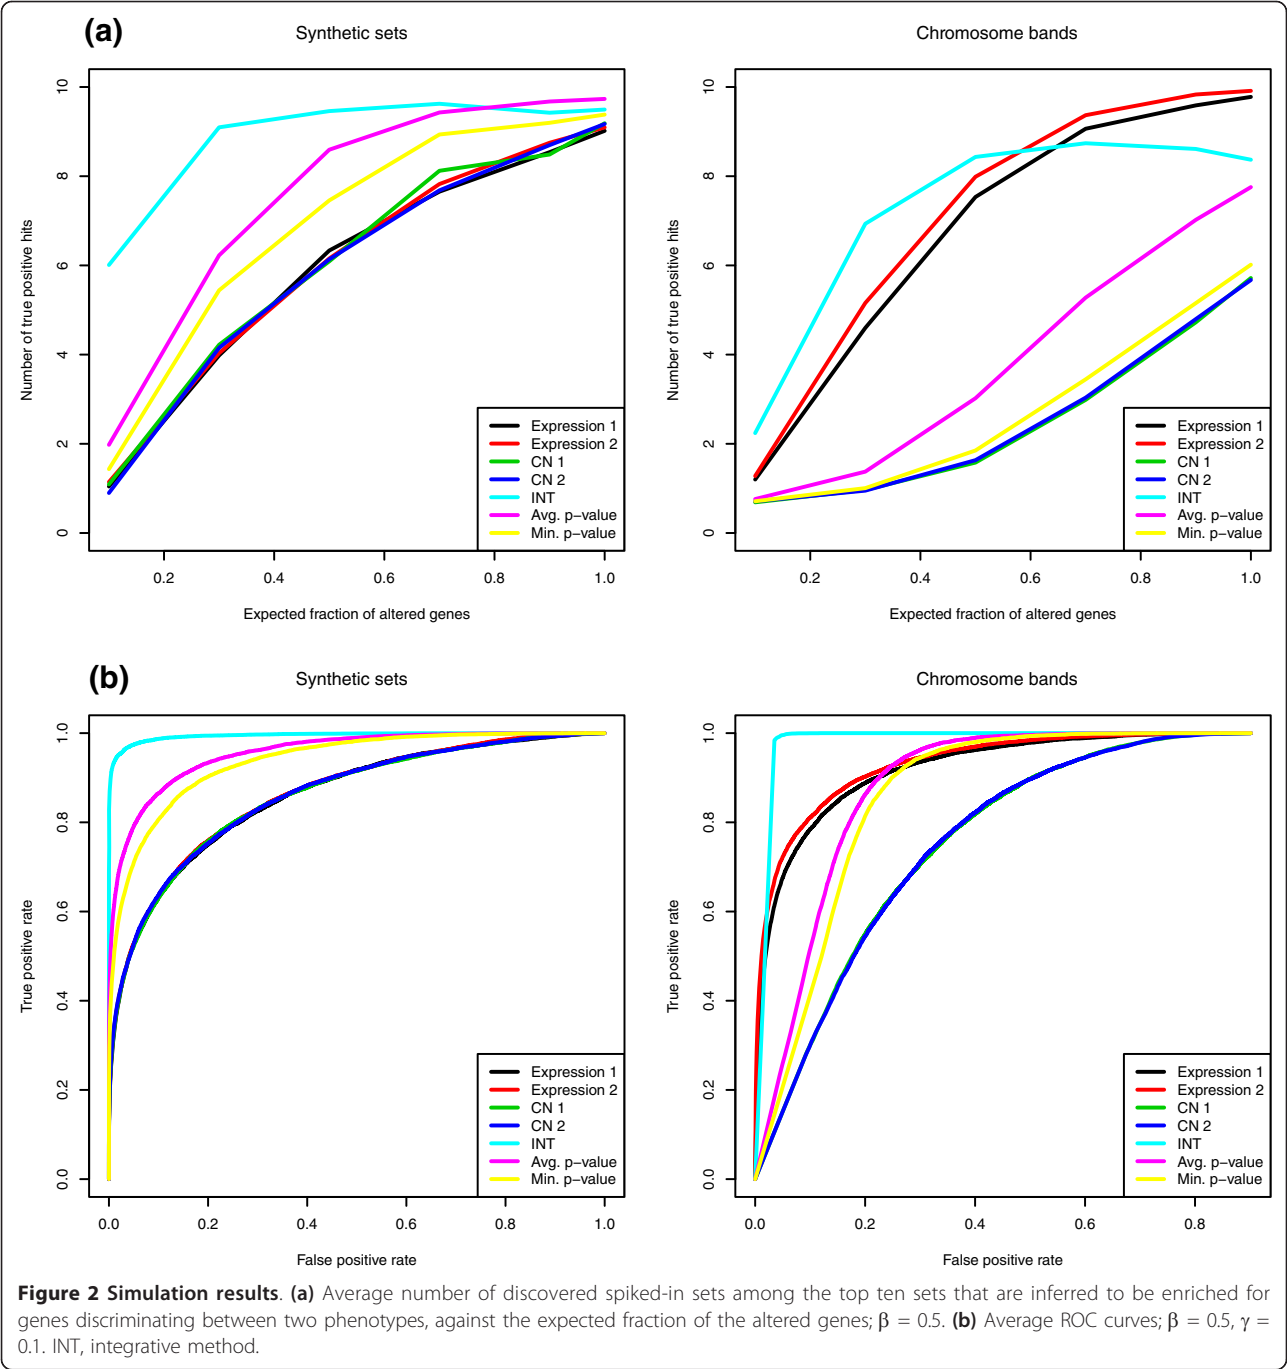 (a)
Synthetic sets
Number of true positive hits
10
8
6
4
2
0
0.2 0.4 0.6 0.8 1.0
Expected fraction of altered genes
Expression 1
Expression 2
CN 1
CN 2
INT
Avg. p−value
Min. p−value
Chromosome bands
Number of true positive hits
10
8
6
4
2
0
0.2 0.4 0.6 0.8 1.0
Expected fraction of altered genes
Expression 1
Expression 2
CN 1
CN 2
INT
Avg. p−value
Min. p−value
(b)
Synthetic sets
True positive rate
1.0
0.8
0.6
0.4
0.2
0.0
0.0 0.2 0.4 0.6 0.8 1.0
False positive rate
Expression 1
Expression 2
CN 1
CN 2
INT
Avg. p−value
Min. p−value
Chromosome bands
True positive rate
1.0
0.8
0.6
0.4
0.2
0.0
0.0 0.2 0.4 0.6 0.8
False positive rate
Expression 1
Expression 2
CN 1
CN 2
INT
Avg. p−value
Min. p−value
Figure 2 Simulation results. (a) Average number of discovered spiked-in sets among the top ten sets that are inferred to be enriched for
genes discriminating between two phenotypes, against the expected fraction of the altered genes; β = 0.5. (b) Average ROC curves; β = 0.5, γ =
0.1. INT, integrative method.